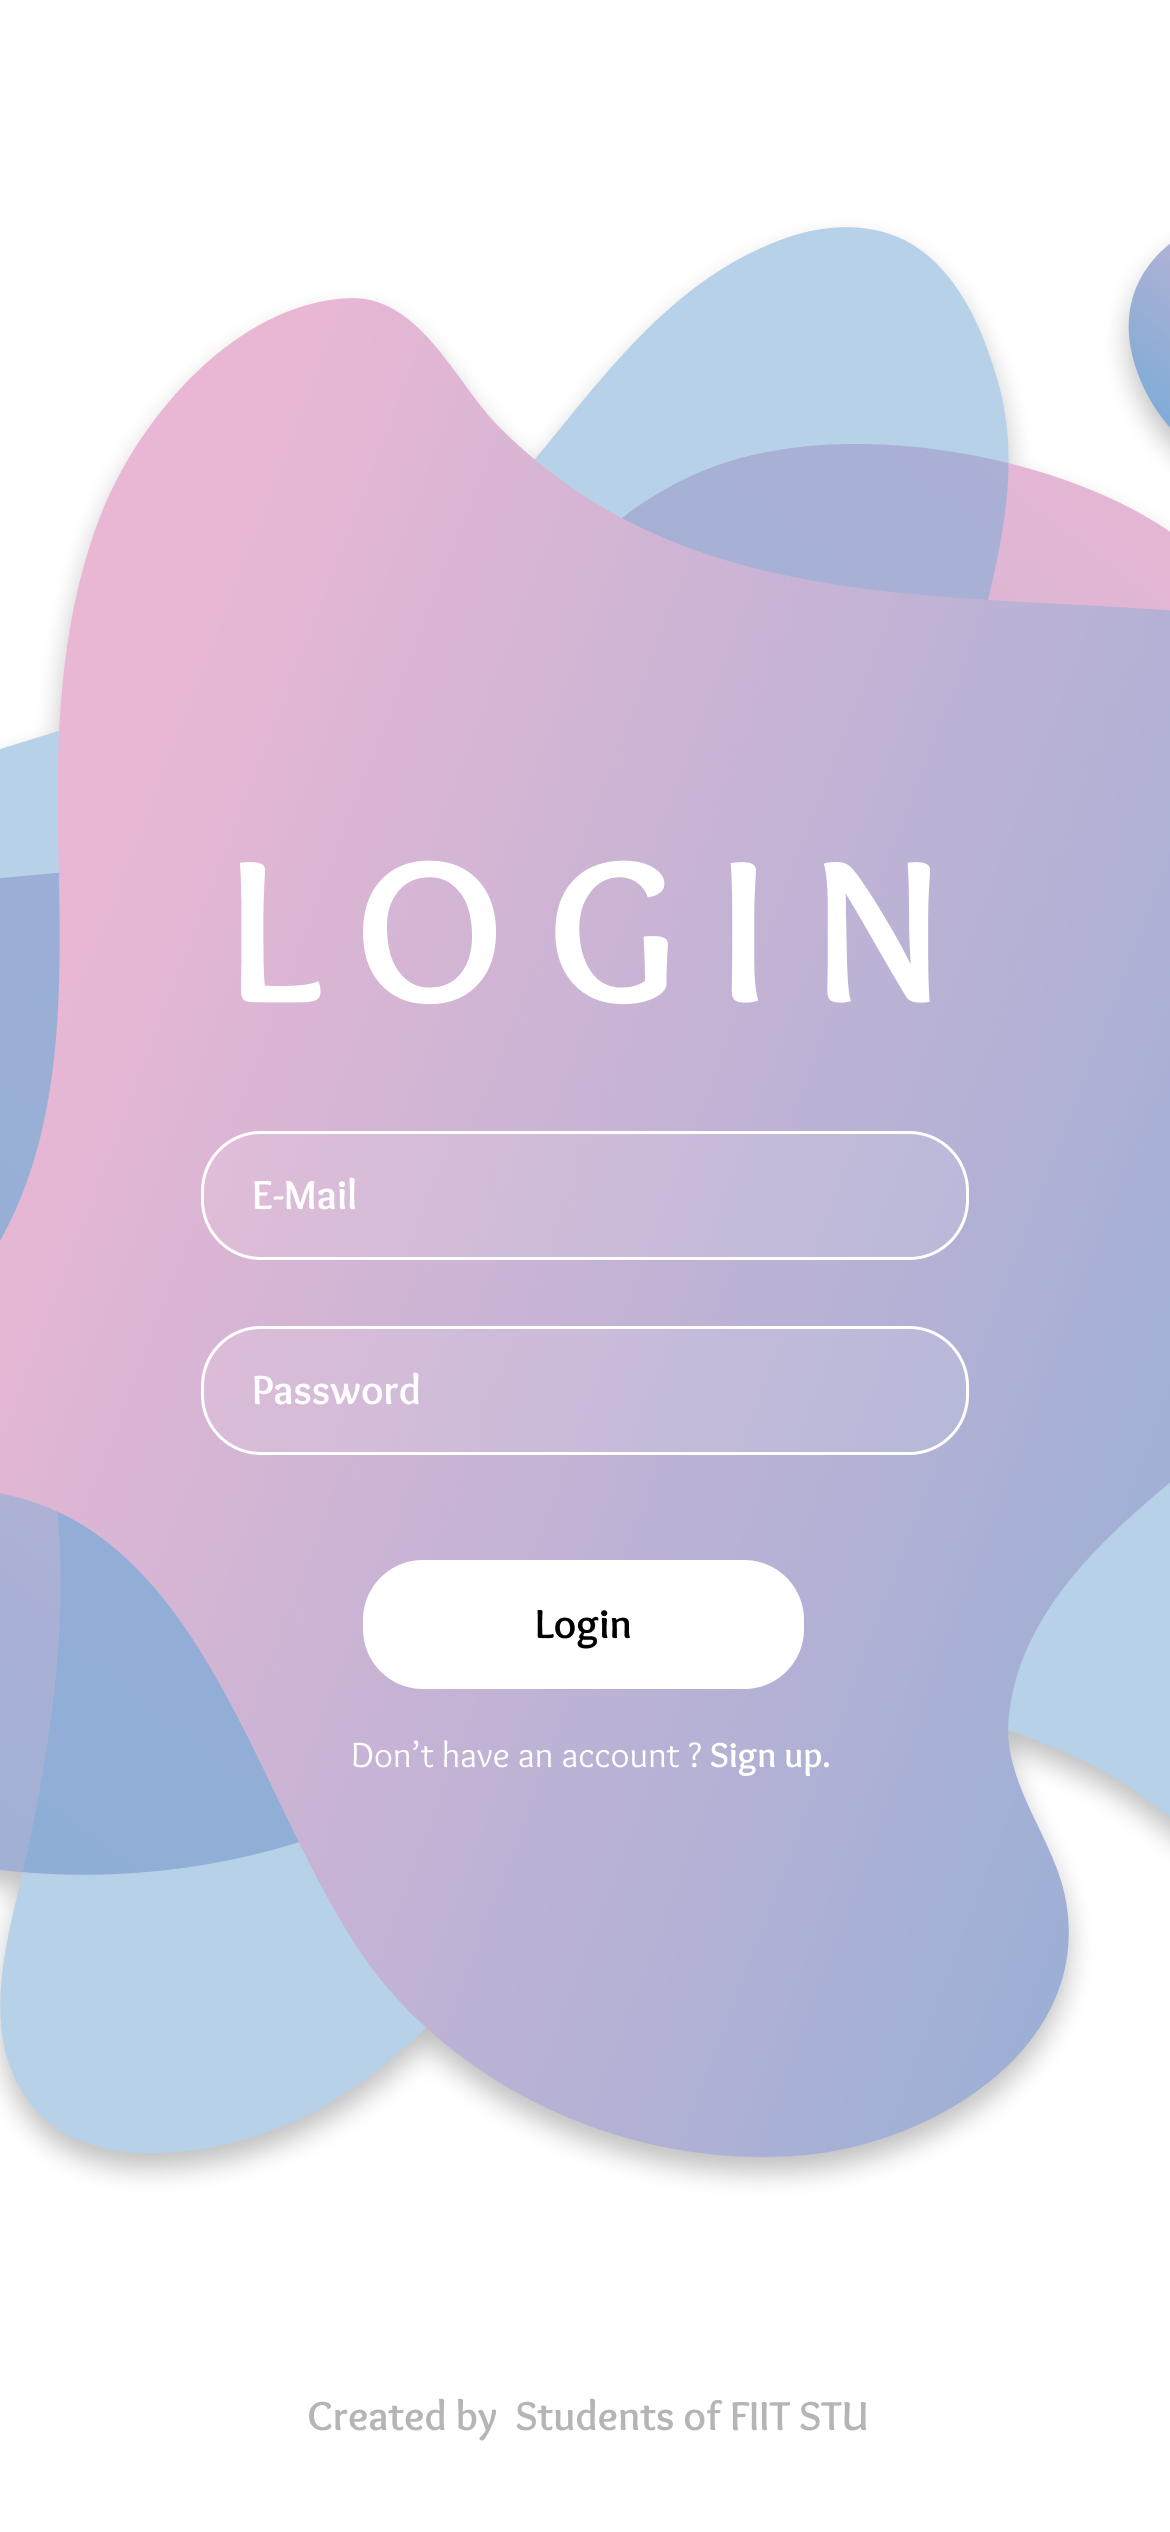 LOGIN
E-Mail
Password
Login
Don’t have an account ? Sign up.
Created by  Students of FIIT STU